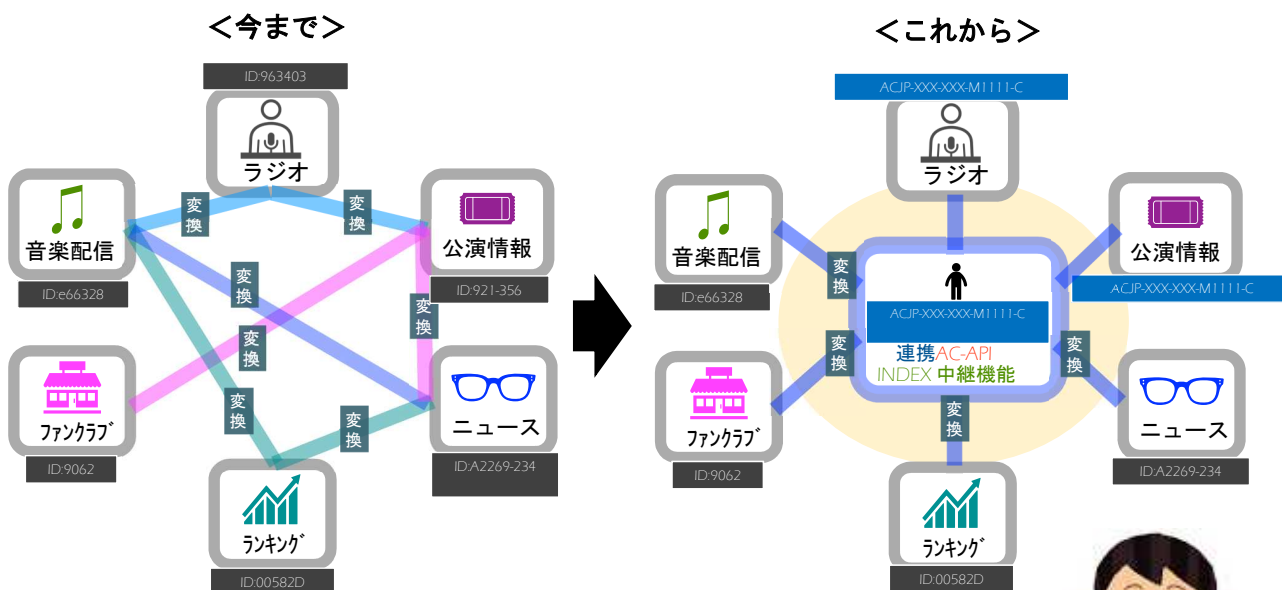 ＜今まで＞
ID:963403
ラジオ
変換
変換
音楽配信
ID:e66328
公演情報
ID:921-356
変換
変換
変換
ﾌｧﾝｸﾗﾌﾞ
ID:9062
変換
変換
ニュース
ID:A2269-234
ﾗﾝｷﾝｸﾞ
ID:00582D
＜これから＞
ACJP-XXX-XXX-M1111-C
ラジオ
音楽配信
ID:e66328
公演情報
ACJP-XXX-XXX-M1111-C
変換
ACJP-XXX-XXX-M1111-C
連携AC-API
INDEX 中継機能
変換
変換
ﾌｧﾝｸﾗﾌﾞ
ID:9062
ニュース
ID:A2269-234
変換
ﾗﾝｷﾝｸﾞ
ID:00582D